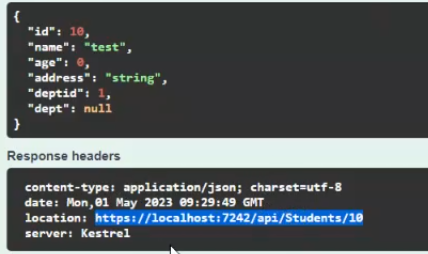 {
"id": 10,
"name": "test",
"age": 0,
"address": "string",
"deptid": 1,
"dept": null
}
Response headers
content-type: application/json; charset=utf-8
date: Mon,01 May 2023 09:29:49 GMT
location: https://localhost:7242/api/Students/10
server: Kestrel